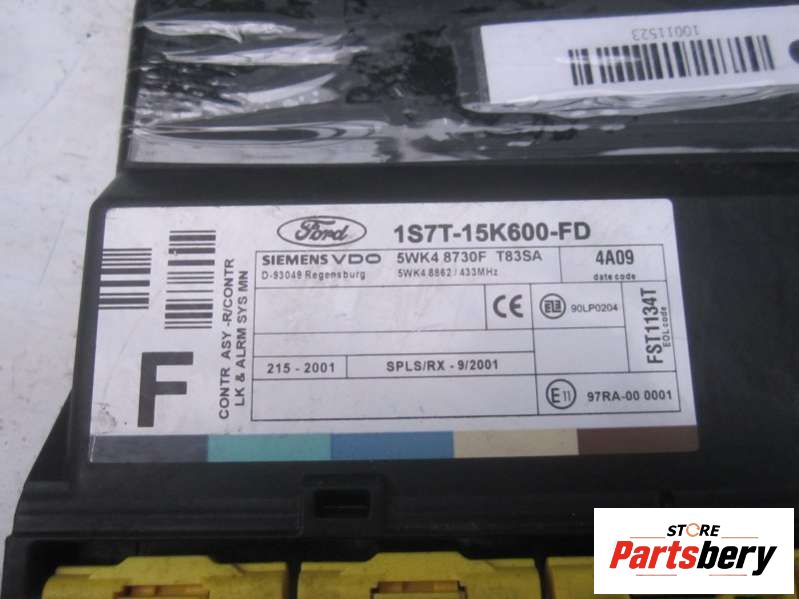 10011523
Ford
1S7T-15K600-FD
SIEMENS VDO 5WK4 8730F T83SA
4A09
D-93049 Regensburg 5WK4 8862 / 433MHz
date code
CE
90LP0204
FST1134T
EOL code
215 - 2001
SPLS/RX - 9/2001
E11
97RA-00 0001
CONTR ASY -R/CONTR
LK & ALRM SYS MN
F
STORE
Partsbery